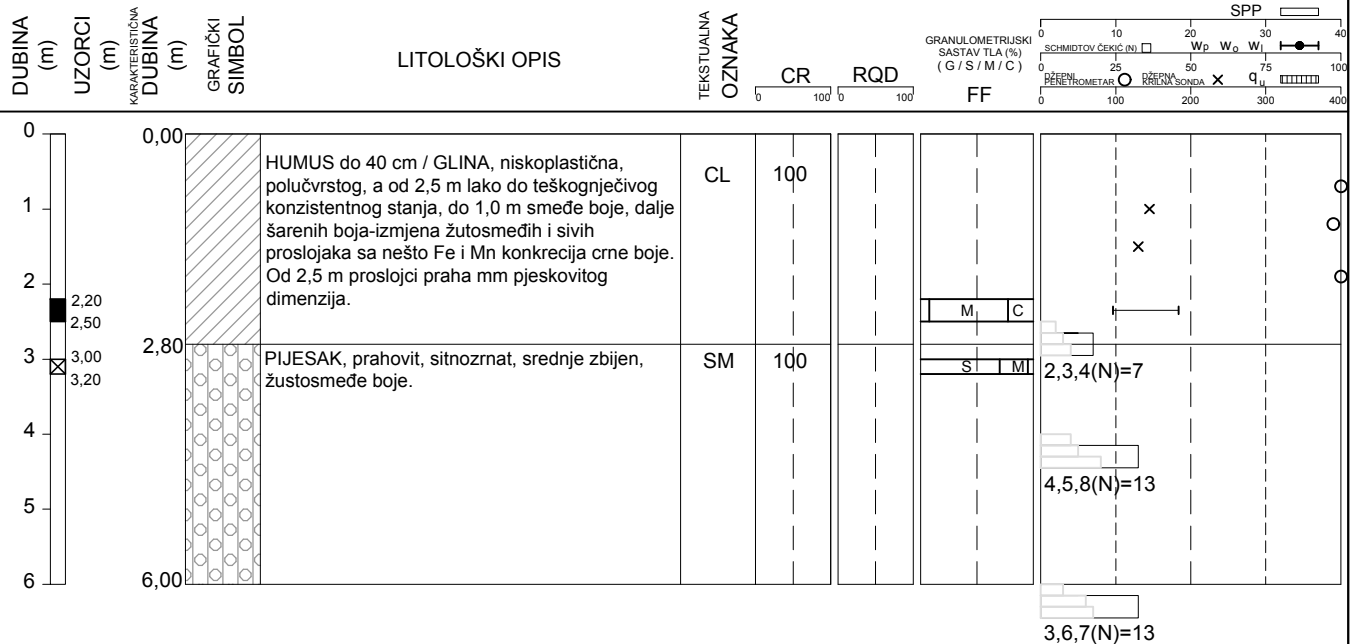 DUBINA
(m)
UZORCI
(m)
KARAKTERISTIČNA
DUBINA
(m)
GRAFIČKI
SIMBOL
LITOLOŠKI OPIS
TEKSTUALNA
OZNAKA
CR
0 100
RQD
0 100
GRANULOMETRIJSKI
SASTAV TLA (%)
( G / S / M / C )
FF
SPP
0 10 20 30 40
SCHMIDTOV ČEKIĆ (N) wP wo wl
0 25 50 75 100
DŽEPNI
PENETROMETAR
DŽEPNA
KRILNA SONDA
qu
0 100 200 300 400
0
0,00
HUMUS do 40 cm / GLINA, niskoplastična,
polučvrstog, a od 2,5 m lako do teškognječivog
konzistentnog stanja, do 1,0 m smeđe boje, dalje
šarenih boja-izmjena žutosmeđih i sivih
proslojaka sa nešto Fe i Mn konkrecija crne boje.
Od 2,5 m proslojci praha mm pjeskovitog
dimenzija.
CL
100
1
2
2,20
2,50
M C
2,80
3
3,00
3,20
PIJESAK, prahovit, sitnozrnat, srednje zbijen,
žustosmeđe boje.
SM
100
S M
2,3,4(N)=7
4
4,5,8(N)=13
5
6
6,00
3,6,7(N)=13